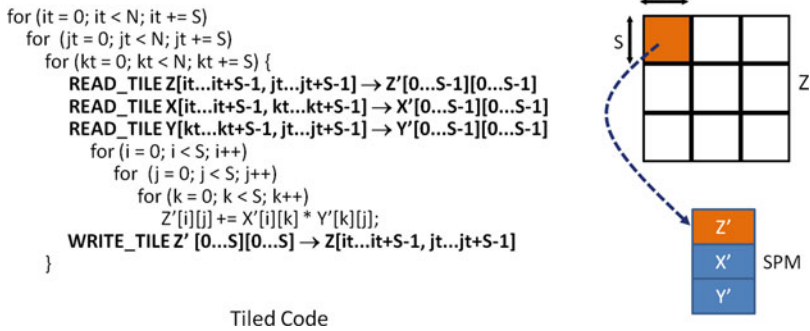 for (it = 0; it < N; it += S)
for (jt = 0; jt < N; jt += S)
for (kt = 0; kt < N; kt += S) {
READ_TILE Z[it...it+S-1, jt...jt+S-1] → Z'[0...S-1][0...S-1]
READ_TILE X[it...it+S-1, kt...kt+S-1] → X'[0...S-1][0...S-1]
READ_TILE Y[kt...kt+S-1, jt...jt+S-1] → Y'[0...S-1][0...S-1]
for (i = 0; i < S; i++)
for (j = 0; j < S; j++)
for (k = 0; k < S; k++)
Z'[i][j] += X'[i][k] * Y'[k][j];
WRITE_TILE Z' [0...S][0...S] → Z[it...it+S-1, jt...jt+S-1]
}
Tiled Code
S
Z
Z'
X'
SPM
Y'